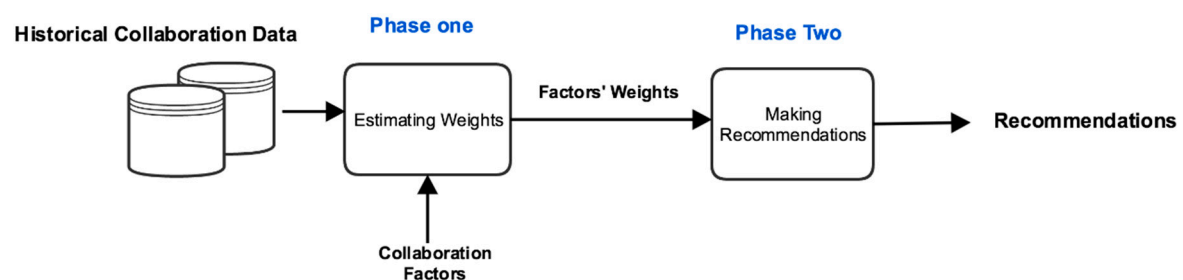 Historical Collaboration Data
Phase one
Phase Two
Estimating Weights
Factors' Weights
Making
Recommendations
Recommendations
Collaboration
Factors